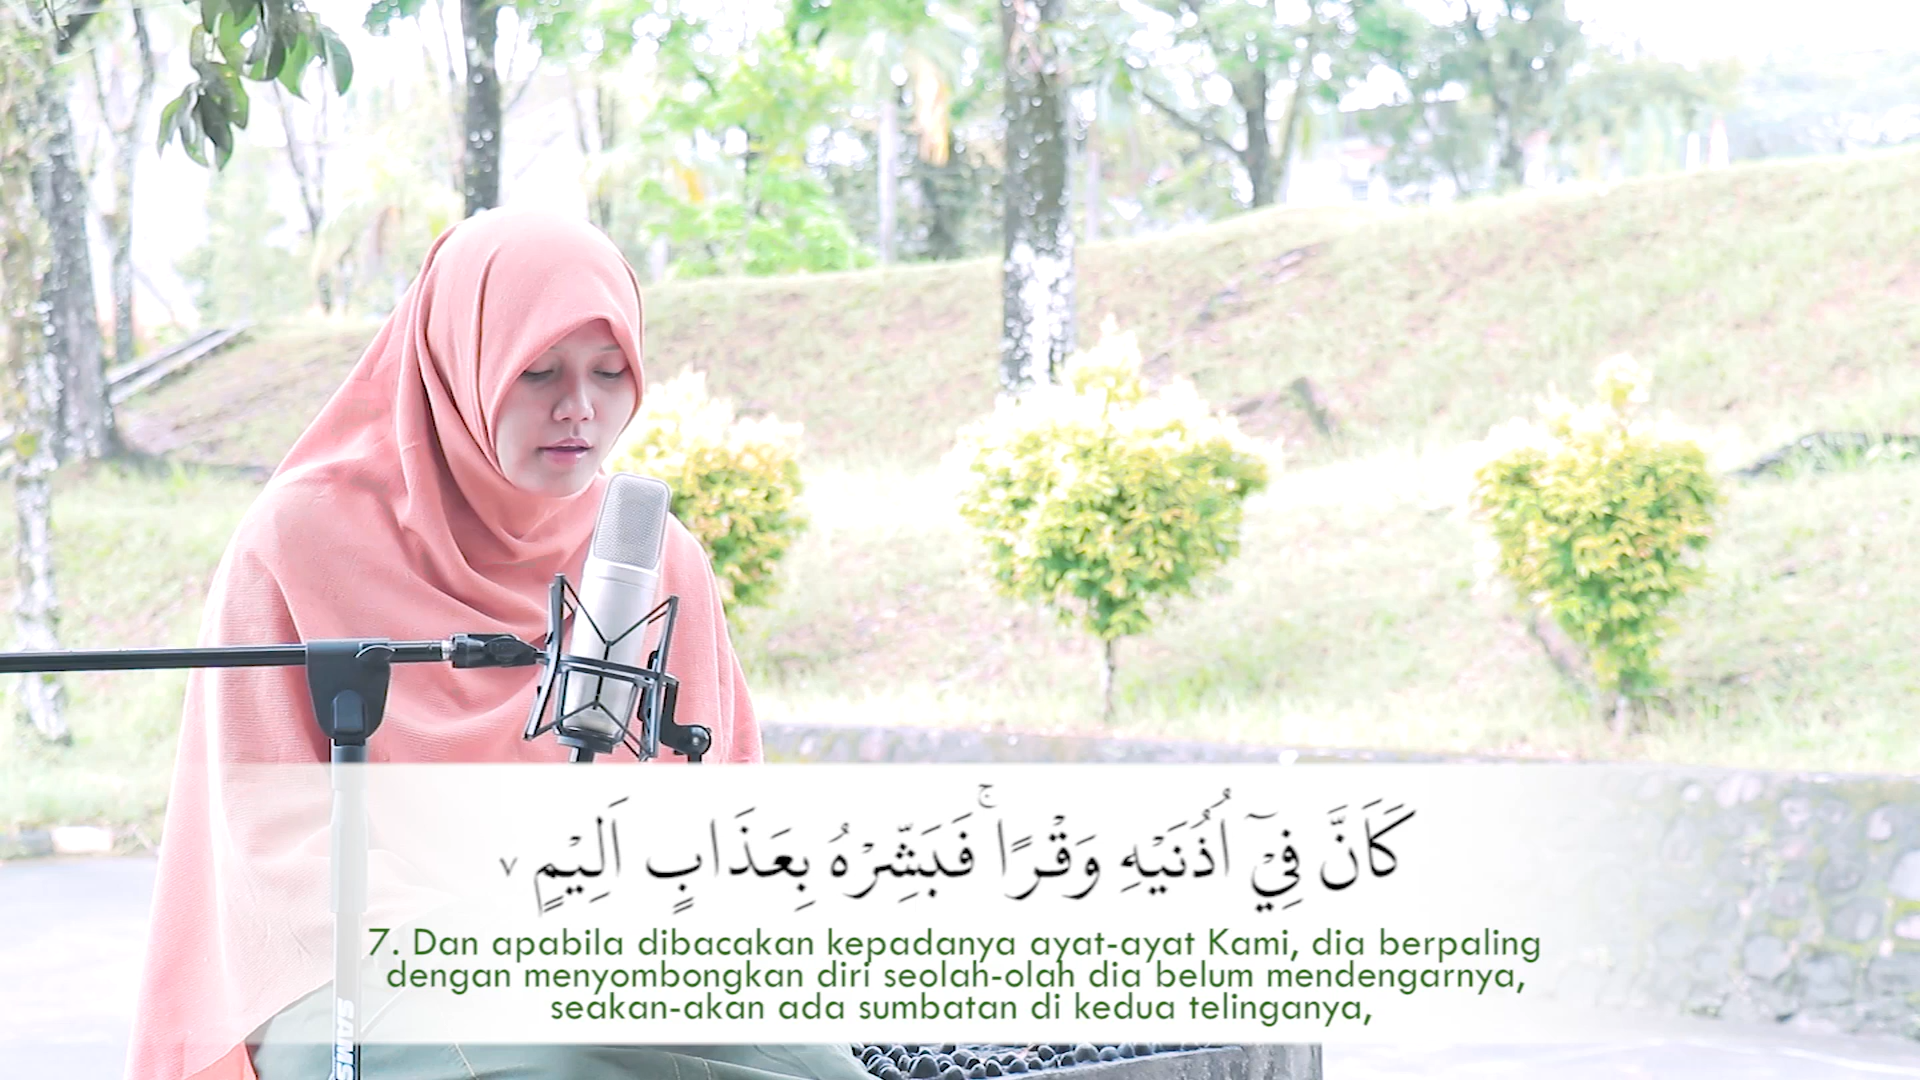 كَاَنَّ فِيْٓ اُذُنَيْهِ وَقْرًاۚ فَبَشِّرْهُ بِعَذَابٍ اَلِيْمٍ ٧
7. Dan apabila dibacakan kepadanya ayat-ayat Kami, dia berpaling
dengan menyombongkan diri seolah-olah dia belum mendengarnya,
seakan-akan ada sumbatan di kedua telinganya,
SAMS